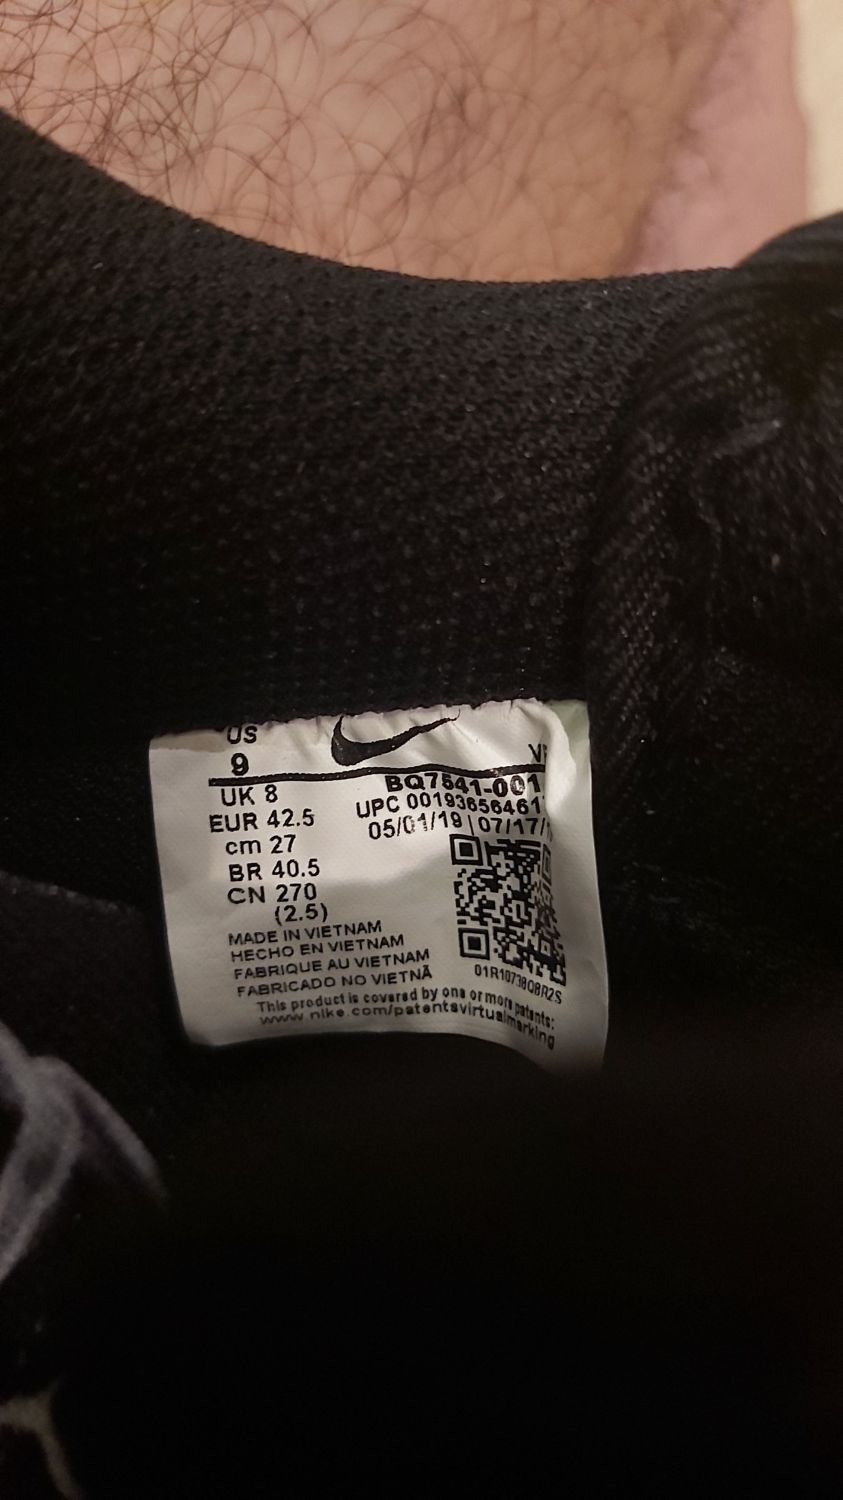 US
9
UK 8
EUR 42.5
cm 27
BR 40.5
CN 270
(2.5)
BQ7541-001
UPC 00193656461
05/01/19 | 07/17/
MADE IN VIETNAM
HECHO EN VIETNAM
FABRIQUE AU VIETNAM
FABRICADO NO VIETNÃ
01R10738QBR2S
This product is covered by one or more patents:
www.nike.com/patentsvirtualmarking